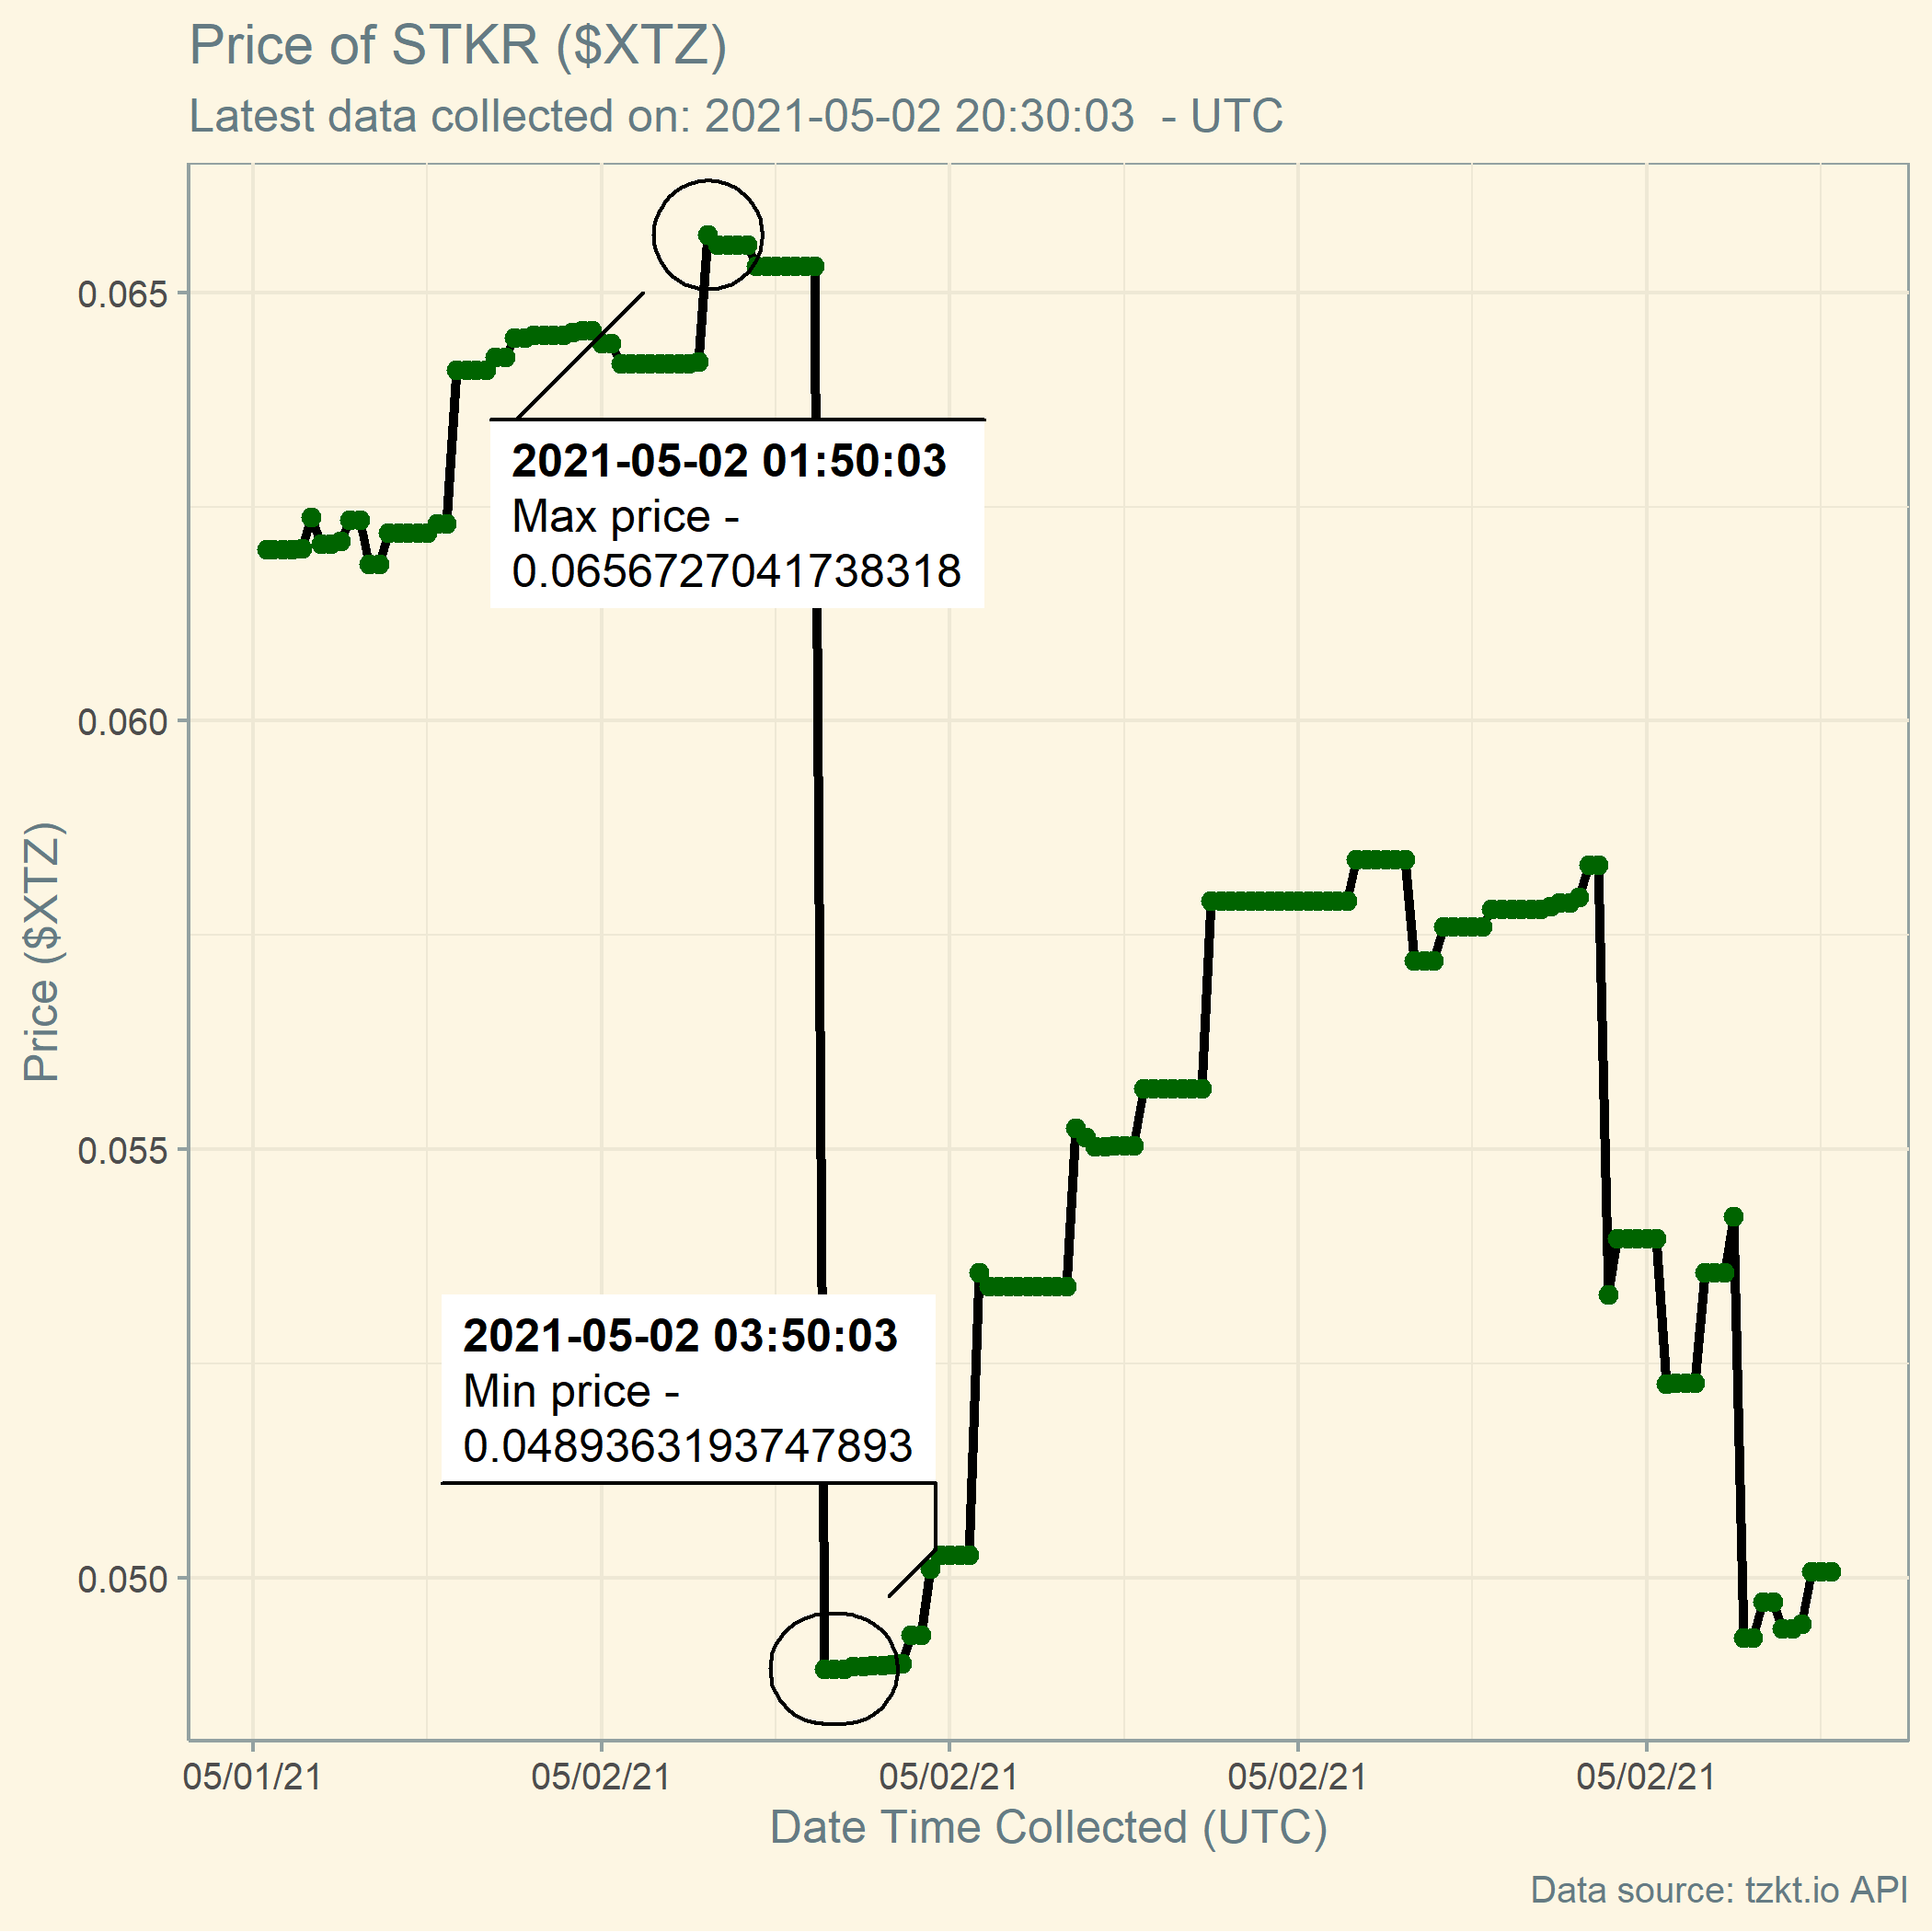 Price of STKR ($XTZ)
Latest data collected on: 2021-05-02 20:30:03  - UTC
0.065
2021-05-02 01:50:03
Max price -
0.0656727041738318
0.060
Price ($XTZ)
0.055
2021-05-02 03:50:03
Min price -
0.0489363193747893
0.050
05/01/21 05/02/21 05/02/21 05/02/21 05/02/21
Date Time Collected (UTC)
Data source: tzkt.io API